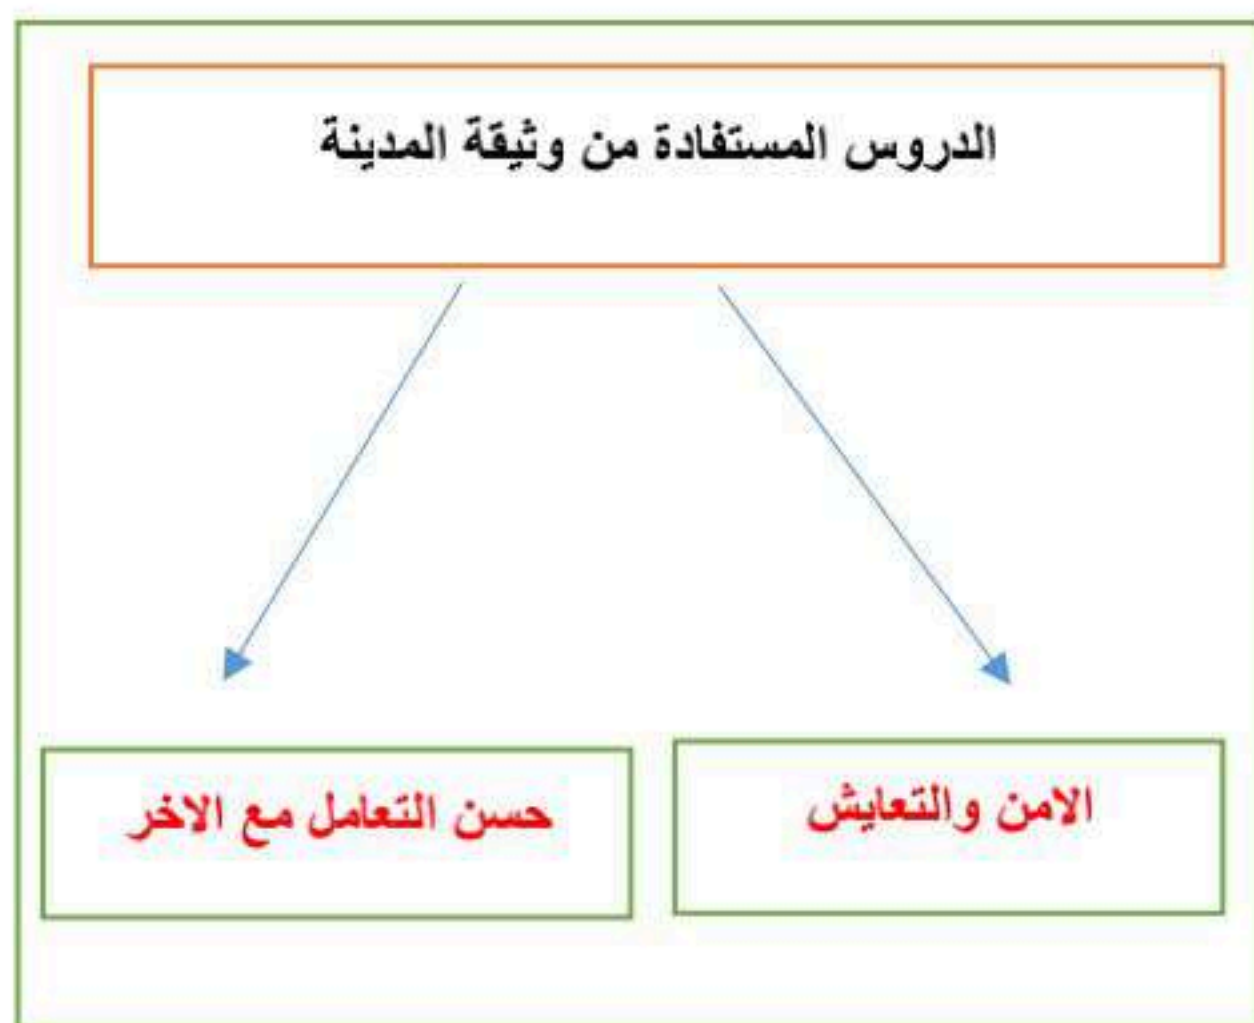 الدروس المستفادة من وثيقة المدينة
الامن والتعايش
حسن التعامل مع الاخر